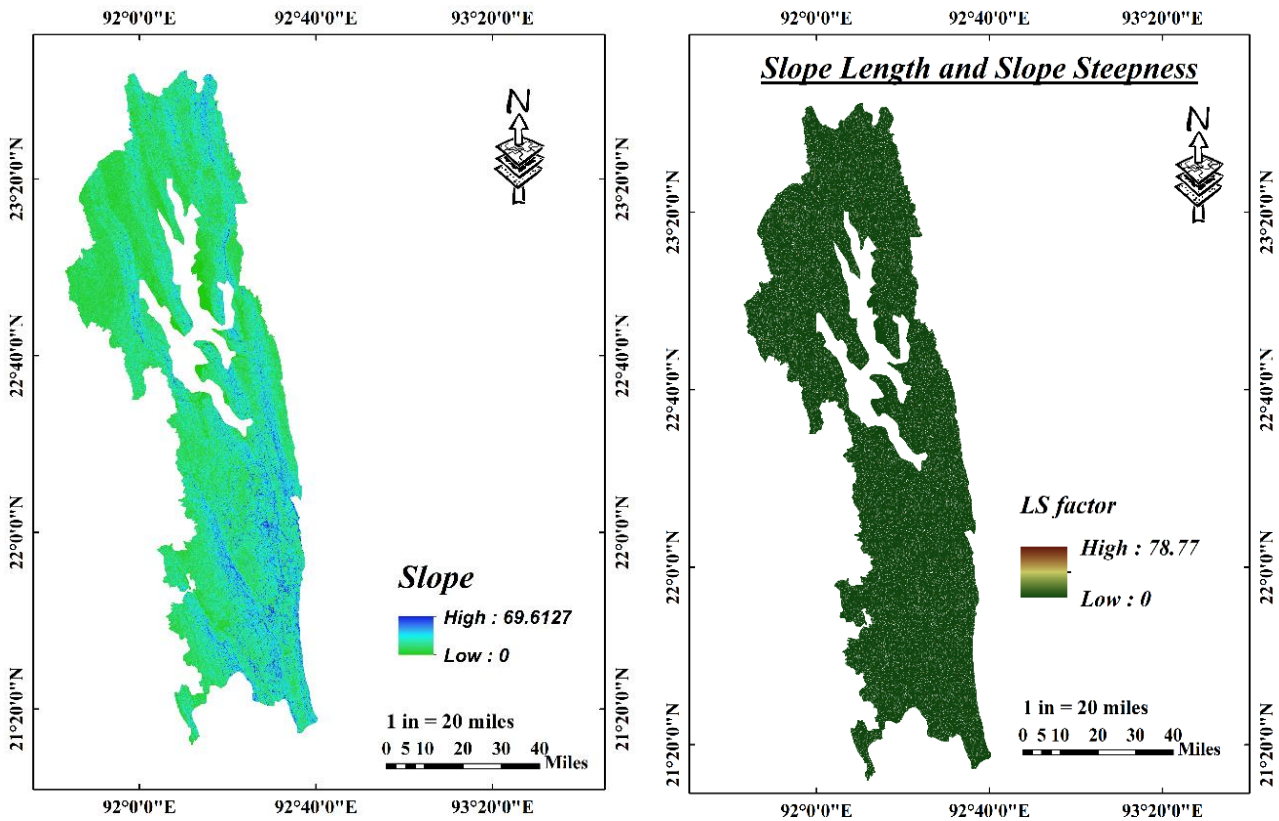 92°0'0"E 92°40'0"E 93°20'0"E
N
23°20'0"N 23°20'0"N
22°40'0"N 22°40'0"N
22°0'0"N 22°0'0"N
21°20'0"N 21°20'0"N
Slope
High : 69.6127
Low : 0
1 in = 20 miles
0 5 10 20 30 40 Miles
92°0'0"E 92°40'0"E 93°20'0"E
92°0'0"E 92°40'0"E 93°20'0"E
Slope Length and Slope Steepness
N
23°20'0"N 23°20'0"N
22°40'0"N 22°40'0"N
22°0'0"N 22°0'0"N
21°20'0"N 21°20'0"N
LS factor
High : 78.77
Low : 0
1 in = 20 miles
0 5 10 20 30 40 Miles
92°0'0"E 92°40'0"E 93°20'0"E